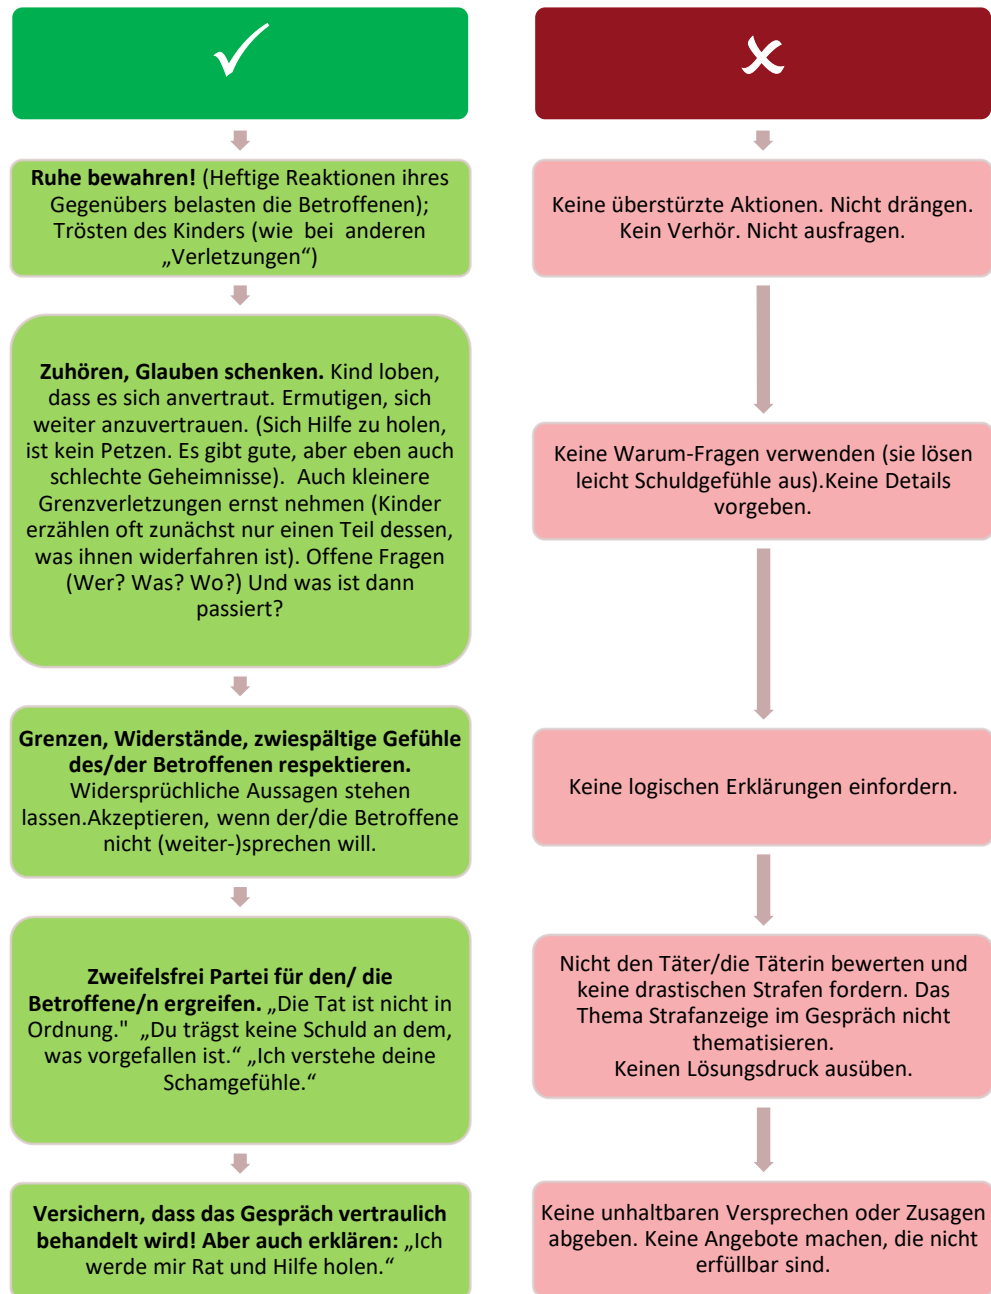 Ruhe bewahren! (Heftige Reaktionen ihres
Gegenübers belasten die Betroffenen);
Trösten des Kinders (wie bei anderen
„Verletzungen“)
Zuhören, Glauben schenken. Kind loben,
dass es sich anvertraut. Ermutigen, sich
weiter anzuvertrauen. (Sich Hilfe zu holen,
ist kein Petzen. Es gibt gute, aber eben auch
schlechte Geheimnisse). Auch kleinere
Grenzverletzungen ernst nehmen (Kinder
erzählen oft zunächst nur einen Teil dessen,
was ihnen widerfahren ist). Offene Fragen
(Wer? Was? Wo?) Und was ist dann
passiert?
Grenzen, Widerstände, zwiespältige Gefühle
des/der Betroffenen respektieren.
Widersprüchliche Aussagen stehen
lassen.Akzeptieren, wenn der/die Betroffene
nicht (weiter-)sprechen will.
Zweifelsfrei Partei für den/ die
Betroffene/n ergreifen. „Die Tat ist nicht in
Ordnung." „Du trägst keine Schuld an dem,
was vorgefallen ist.“ „Ich verstehe deine
Schamgefühle.“
Versichern, dass das Gespräch vertraulich
behandelt wird! Aber auch erklären: „Ich
werde mir Rat und Hilfe holen.“
Keine überstürzte Aktionen. Nicht drängen.
Kein Verhör. Nicht ausfragen.
Keine Warum-Fragen verwenden (sie lösen
leicht Schuldgefühle aus).Keine Details
vorgeben.
Keine logischen Erklärungen einfordern.
Nicht den Täter/die Täterin bewerten und
keine drastischen Strafen fordern. Das
Thema Strafanzeige im Gespräch nicht
thematisieren.
Keinen Lösungsdruck ausüben.
Keine unhaltbaren Versprechen oder Zusagen
abgeben. Keine Angebote machen, die nicht
erfüllbar sind.